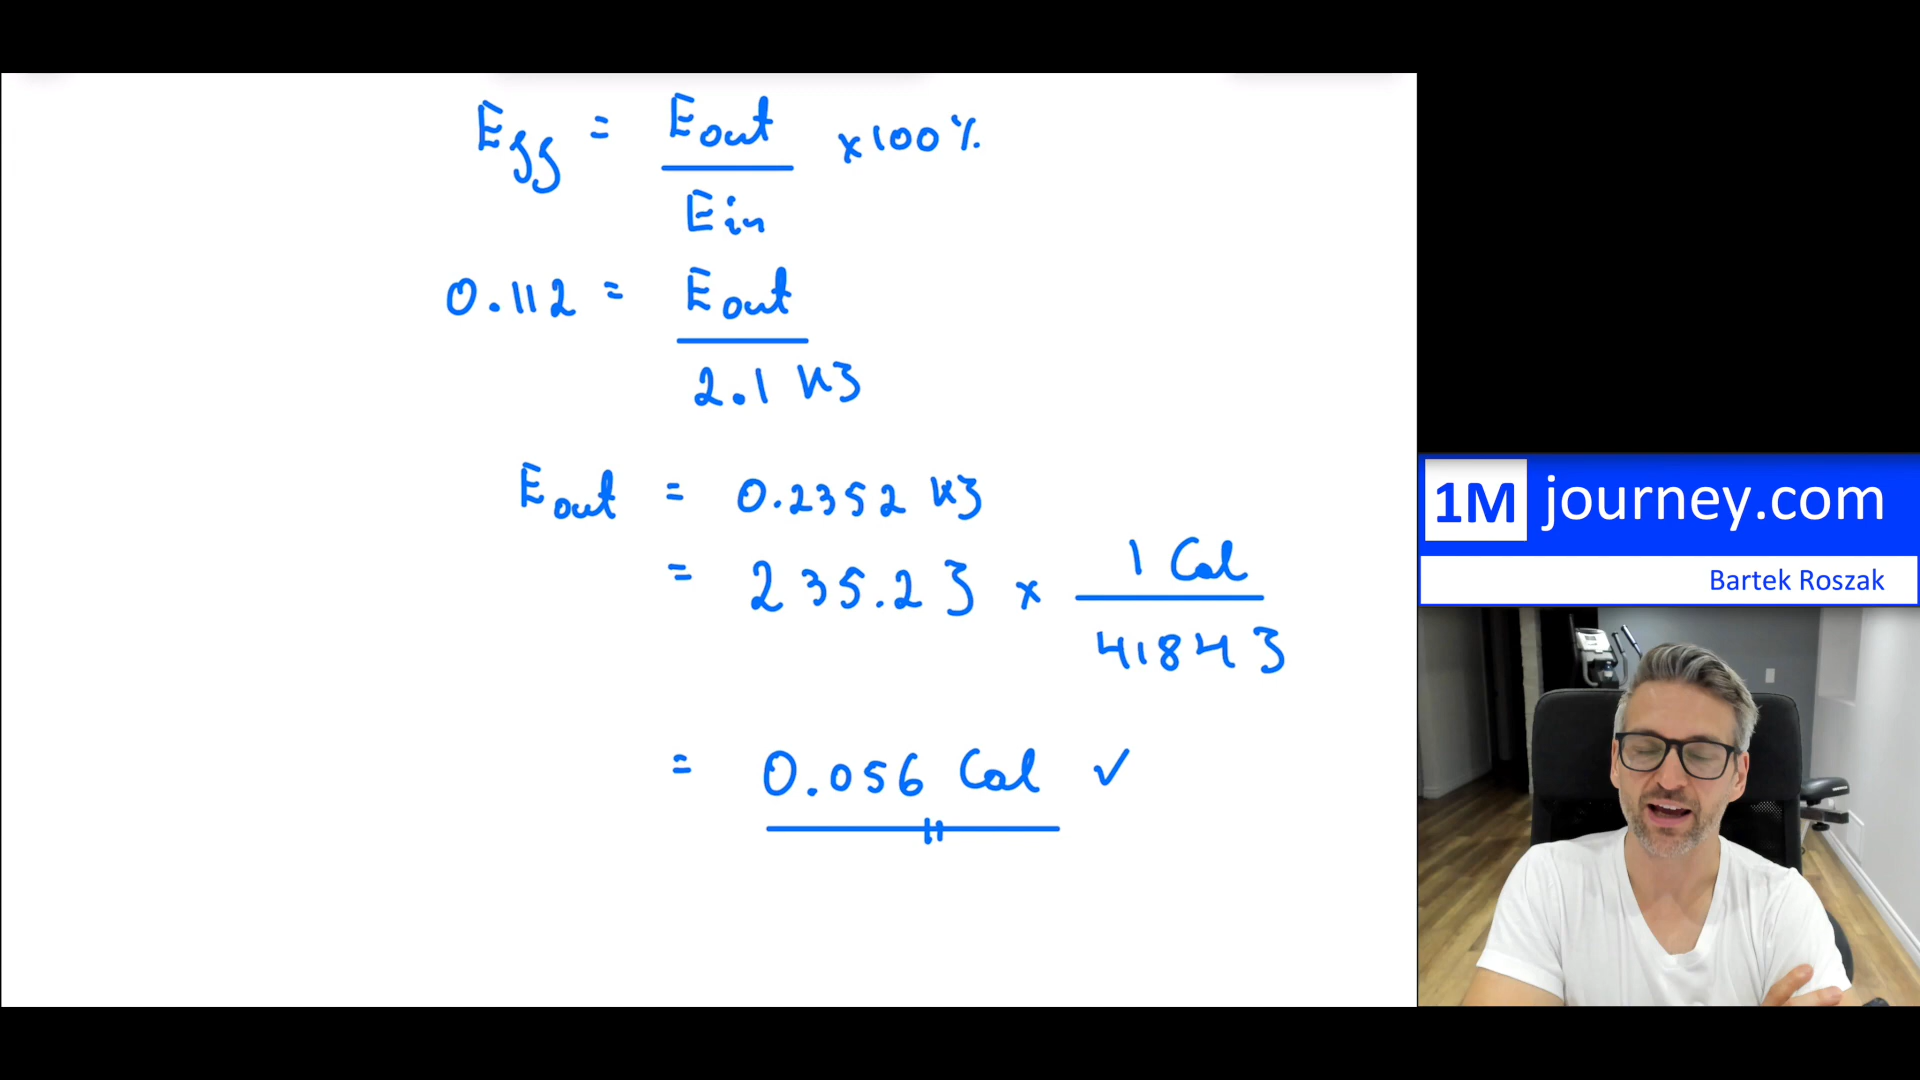 Eff = Eout / Ein x100%
0.112 = Eout / 2.1 kJ
Eout = 0.2352 kJ
= 235.2 J x 1 Cal / 4184 J
= 0.056 Cal ✓
1M journey.com
Bartek Roszak